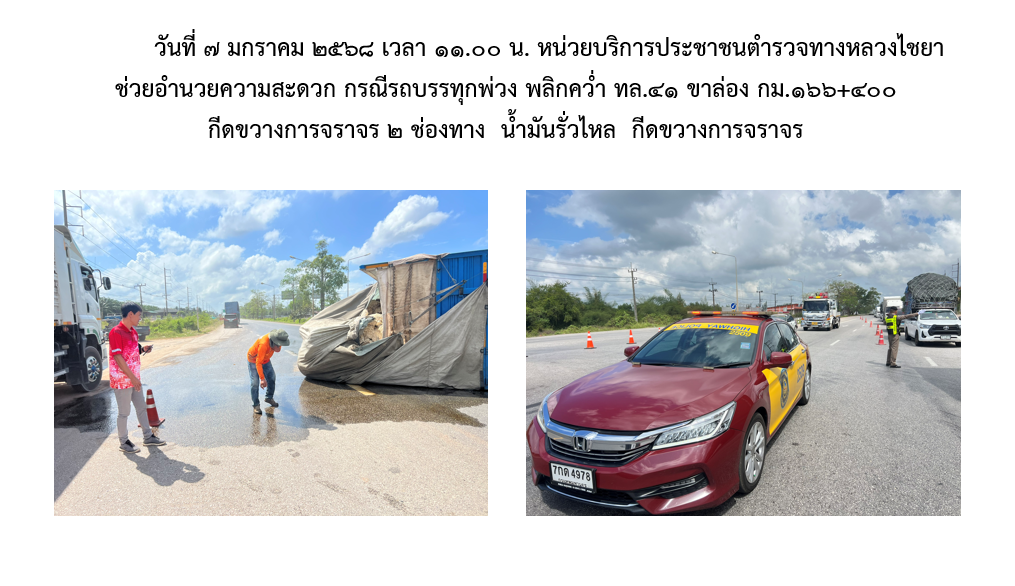 วันที่ ๗ มกราคม ๒๕๖๘ เวลา ๑๑.๐๐ น. หน่วยบริการประชาชนตำรวจทางหลวงไชยา
ช่วยอำนวยความสะดวก กรณีรถบรรทุกพ่วง พลิกคว่ำ ทล.๔๑ ขาล่อง กม.๑๖๖+๔๐๐
กีดขวางการจราจร ๒ ช่องทาง น้ำมันรั่วไหล กีดขวางการจราจร
HIGHWAY POLICE
7กด 4978